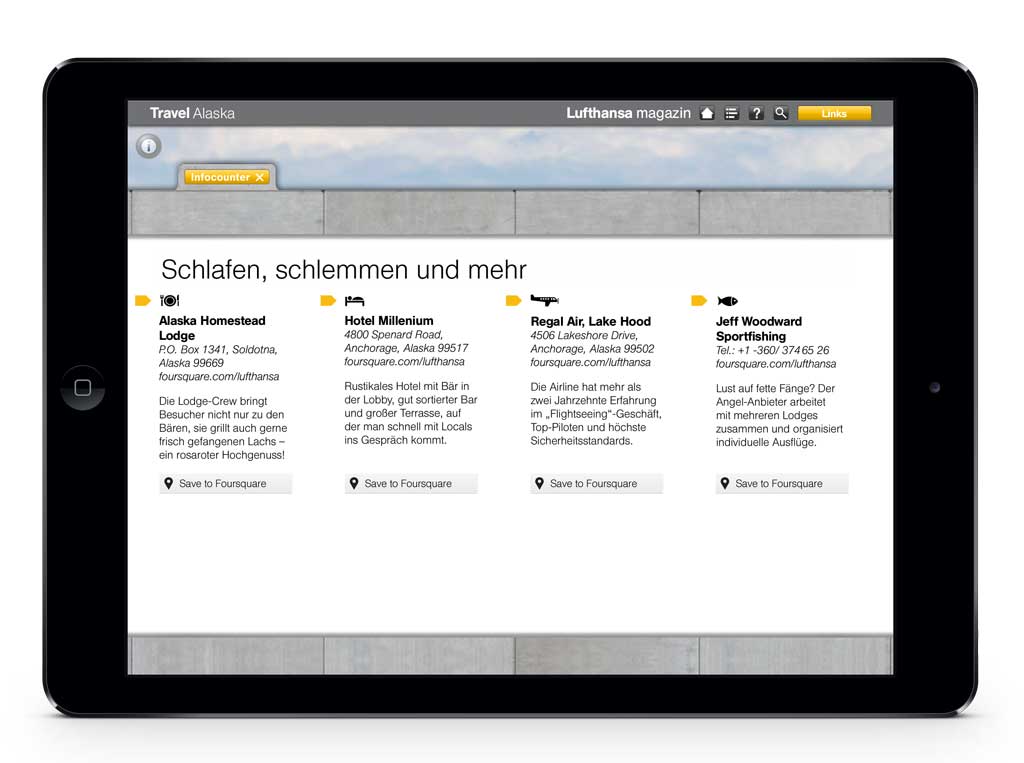 Travel Alaska
Lufthansa magazin
?
Links
i
Infocounter X
Schlafen, schlemmen und mehr
Alaska Homestead
Lodge
P.O. Box 1341, Soldotna,
Alaska 99669
foursquare.com/lufthansa
Die Lodge-Crew bringt
Besucher nicht nur zu den
Bären, sie grillt auch gerne
frisch gefangenen Lachs –
ein rosaroter Hochgenuss!
Save to Foursquare
Hotel Millenium
4800 Spenard Road,
Anchorage, Alaska 99517
foursquare.com/lufthansa
Rustikales Hotel mit Bär in
der Lobby, gut sortierter Bar
und großer Terrasse, auf
der man schnell mit Locals
ins Gespräch kommt.
Save to Foursquare
Regal Air, Lake Hood
4506 Lakeshore Drive,
Anchorage, Alaska 99502
foursquare.com/lufthansa
Die Airline hat mehr als
zwei Jahrzehnte Erfahrung
im „Flightseeing“-Geschäft,
Top-Piloten und höchste
Sicherheitsstandards.
Save to Foursquare
Jeff Woodward
Sportfishing
Tel.: +1 -360/ 374 65 26
foursquare.com/lufthansa
Lust auf fette Fänge? Der
Angel-Anbieter arbeitet
mit mehreren Lodges
zusammen und organisiert
individuelle Ausflüge.
Save to Foursquare